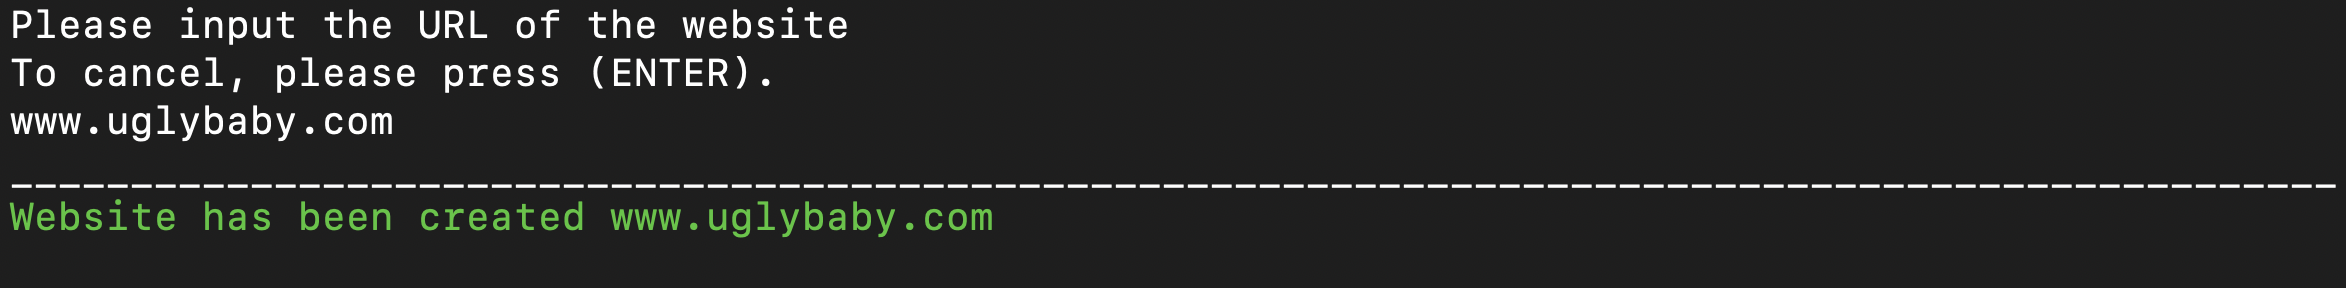 Please input the URL of the website
To cancel, please press (ENTER).
www.uglybaby.com
_________________________________________________________________________________________________
Website has been created www.uglybaby.com